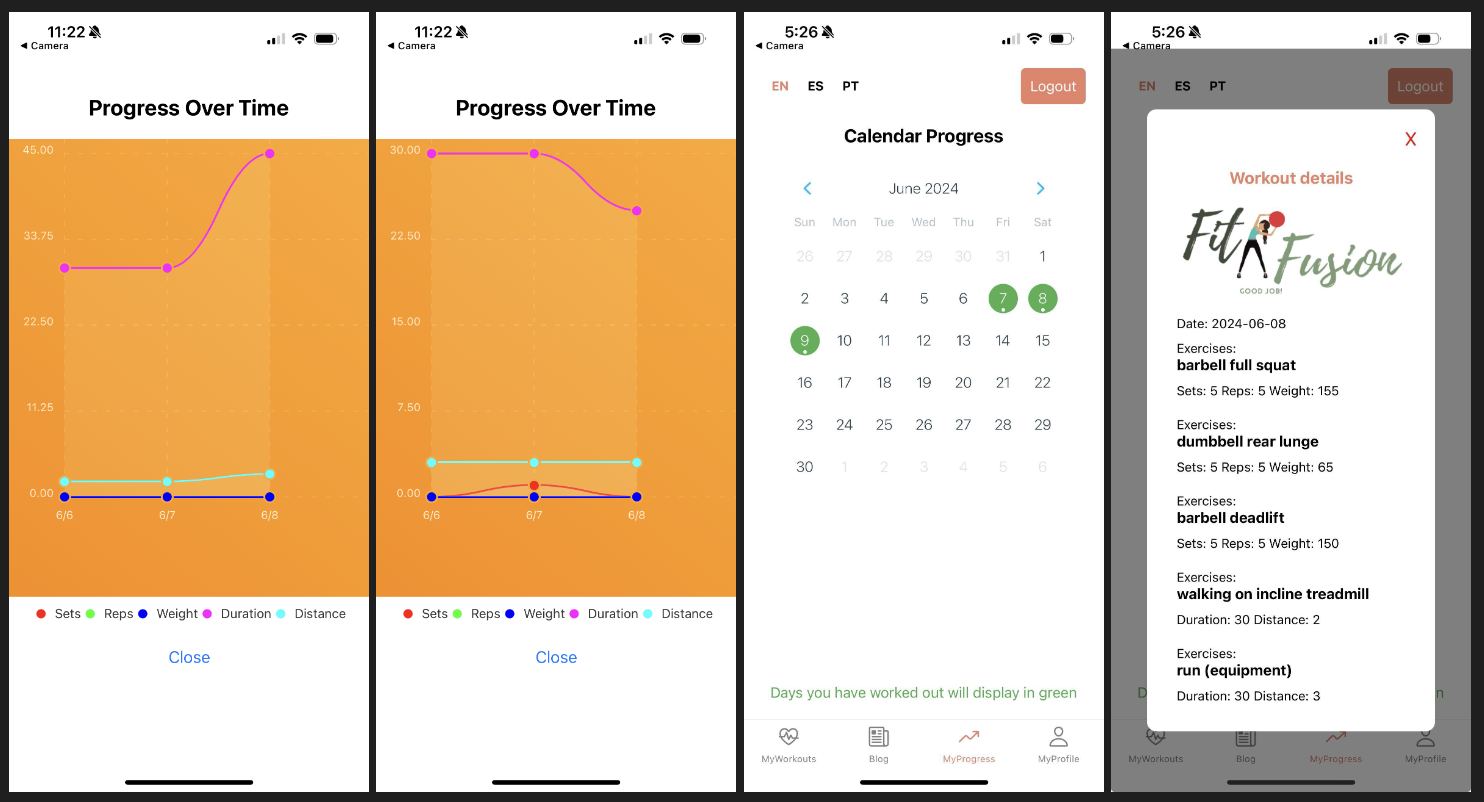 11:22
◀ Camera
Progress Over Time
45.00
33.75
22.50
11.25
0.00
6/6 6/7 6/8
Sets Reps Weight Duration Distance
Close
11:22
◀ Camera
Progress Over Time
30.00
22.50
15.00
7.50
0.00
6/6 6/7 6/8
Sets Reps Weight Duration Distance
Close
5:26
◀ Camera
EN ES PT
Logout
Calendar Progress
June 2024
Sun Mon Tue Wed Thu Fri Sat
26 27 28 29 30 31 1
2 3 4 5 6 7 8
9 10 11 12 13 14 15
16 17 18 19 20 21 22
23 24 25 26 27 28 29
30 1 2 3 4 5 6
Days you have worked out will display in green
MyWorkouts Blog MyProgress MyProfile
5:26
◀ Camera
EN ES PT
Logout
X
Workout details
Fit Fusion
GOOD JOB!
Date: 2024-06-08
Exercises:
barbell full squat
Sets: 5 Reps: 5 Weight: 155
Exercises:
dumbbell rear lunge
Sets: 5 Reps: 5 Weight: 65
Exercises:
barbell deadlift
Sets: 5 Reps: 5 Weight: 150
Exercises:
walking on incline treadmill
Duration: 30 Distance: 2
Exercises:
run (equipment)
Duration: 30 Distance: 3
D n
MyWorkouts Blog MyProgress MyProfile